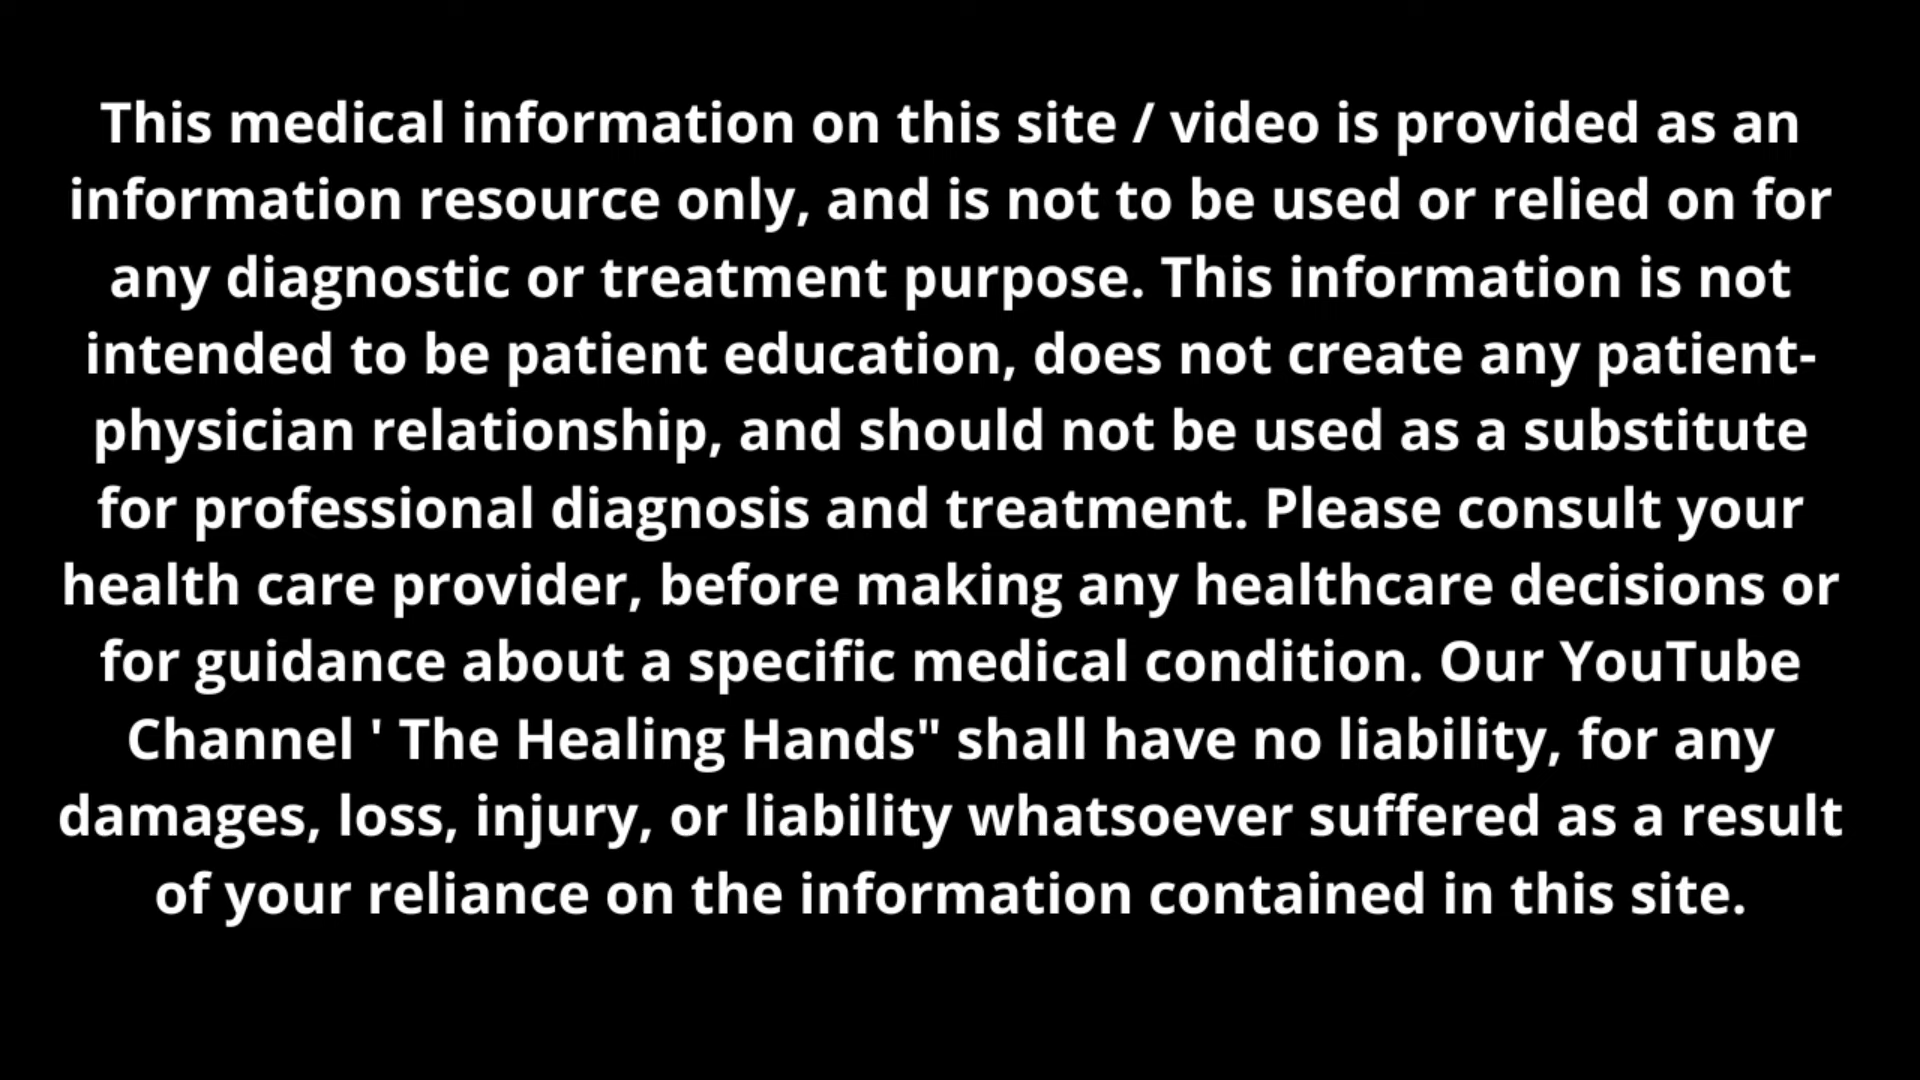 This medical information on this site / video is provided as an
information resource only, and is not to be used or relied on for
any diagnostic or treatment purpose. This information is not
intended to be patient education, does not create any patient-
physician relationship, and should not be used as a substitute
for professional diagnosis and treatment. Please consult your
health care provider, before making any healthcare decisions or
for guidance about a specific medical condition. Our YouTube
Channel ' The Healing Hands" shall have no liability, for any
damages, loss, injury, or liability whatsoever suffered as a result
of your reliance on the information contained in this site.